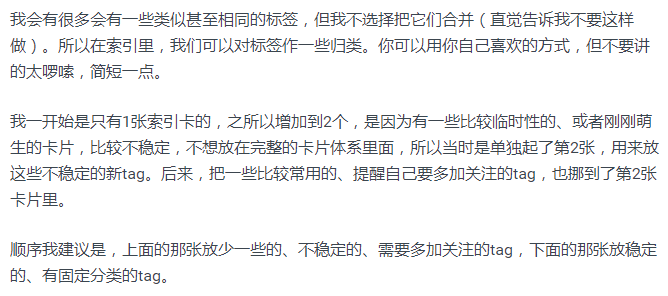 我会有很多会有一些类似甚至相同的标签，但我不选择把它们合并（直觉告诉我不要这样
做）。所以在索引里，我们可以对标签作一些归类。你可以用你自己喜欢的方式，但不要讲
的太啰嗦，简短一点。
我一开始是只有1张索引卡的，之所以增加到2个，是因为有一些比较临时性的、或者刚刚萌
生的卡片，比较不稳定，不想放在完整的卡片体系里面，所以当时是单独起了第2张，用来放
这些不稳定的新tag。后来，把一些比较常用的、提醒自己要多加关注的tag，也挪到了第2张
卡片里。
顺序我建议是，上面的那张放少一些的、不稳定的、需要多加关注的tag，下面的那张放稳定
的、有固定分类的tag。